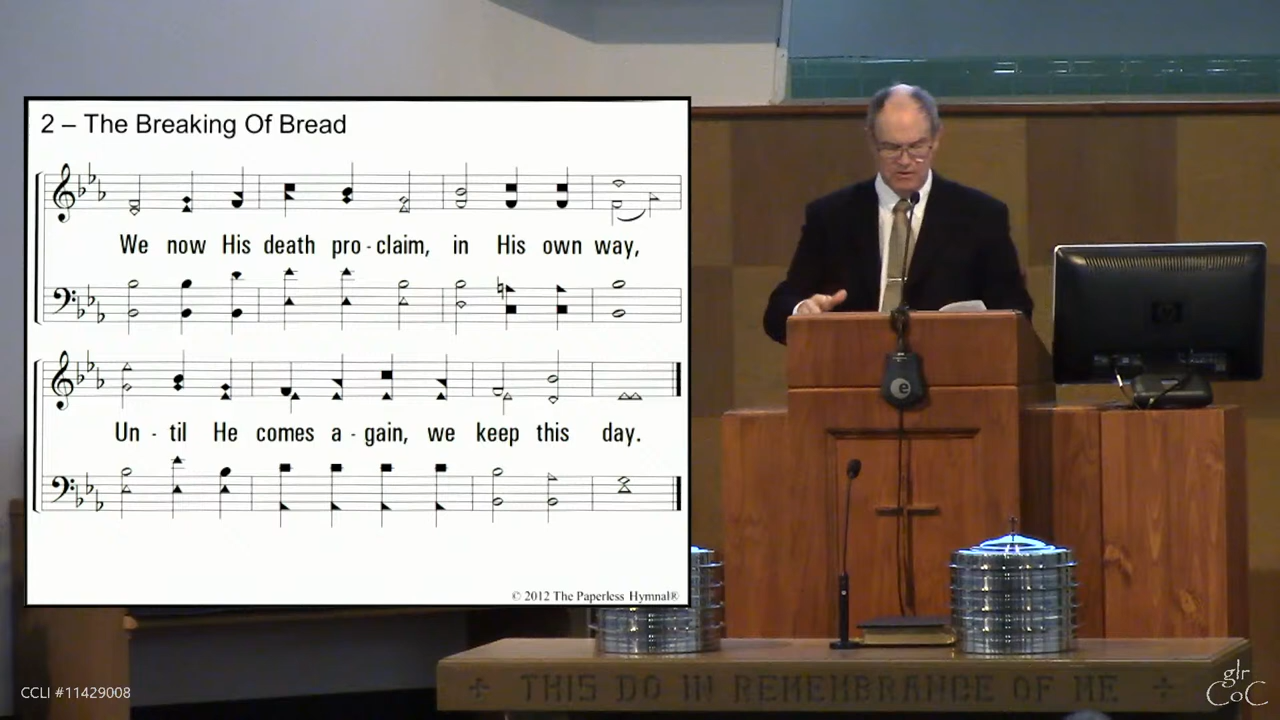 2 – The Breaking Of Bread
We now His death pro - claim, in His own way,
Un - til He comes a - gain, we keep this day.
© 2012 The Paperless Hymnal®
e
hp
THIS DO IN REMEMBRANCE OF ME
CCLI #11429008
glr
CoC